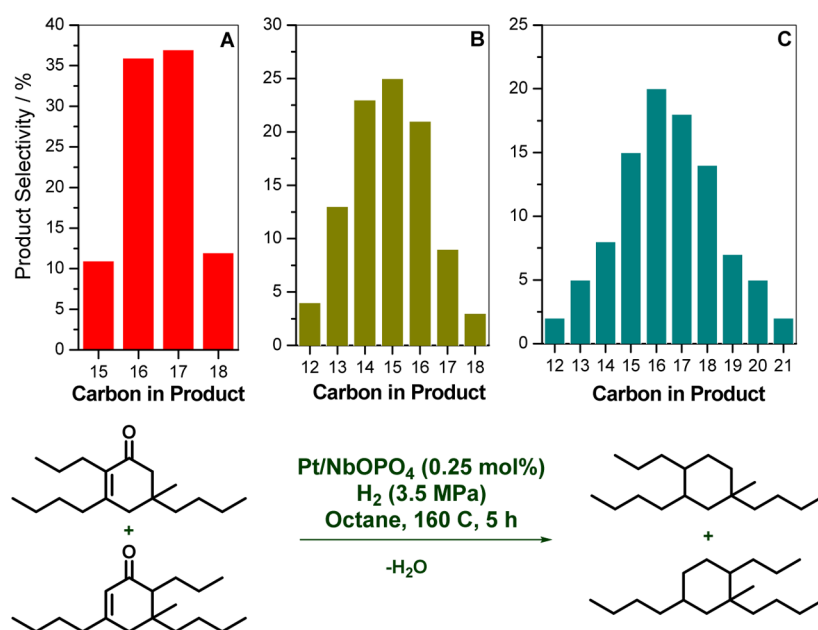 A
B
C
Product Selectivity / %
40
35
30
25
20
15
10
5
0
15 16 17 18
Carbon in Product
30
25
20
15
10
5
0
12 13 14 15 16 17 18
Carbon in Product
25
20
15
10
5
0
12 13 14 15 16 17 18 19 20 21
Carbon in Product
O
+
O
Pt/NbOPO₄ (0.25 mol%)
H₂ (3.5 MPa)
Octane, 160 C, 5 h
-H₂O
+